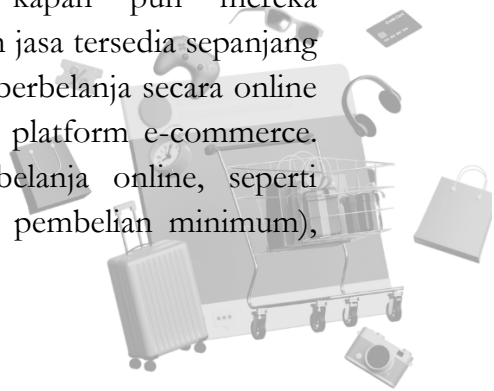 kapan pun mereka
n jasa tersedia sepanjang
berbelanja secara online
platform e-commerce.
belanja online, seperti
pembelian minimum),